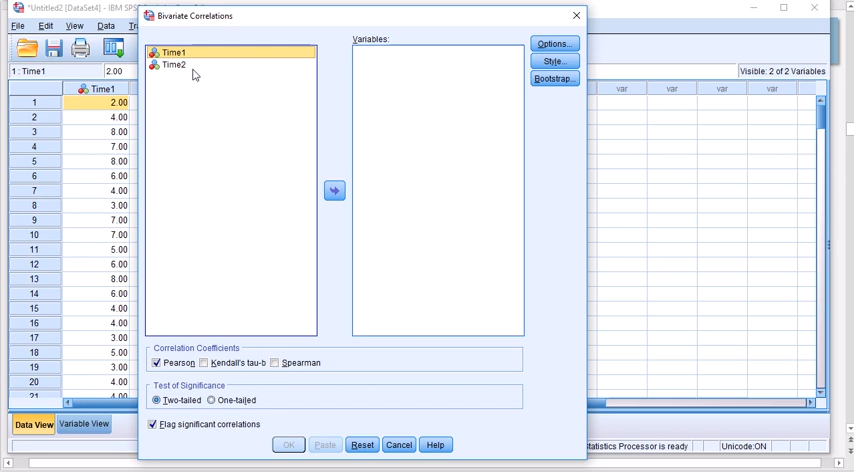 *Untitled2 [DataSet4] - IBM SPS
Bivariate Correlations
File Edit View Data Tra
1 : Time1 2.00
Visible: 2 of 2 Variables
Time1
Time2
Variables:
Options...
Style...
Bootstrap...
Time1 var var var var
1 2.00
2 4.00
3 8.00
4 7.00
5 8.00
6 6.00
7 4.00
8 3.00
9 7.00
10 7.00
11 5.00
12 6.00
13 8.00
14 6.00
15 4.00
16 4.00
17 3.00
18 5.00
19 3.00
20 4.00
21 4.00
Correlation Coefficients
Pearson Kendall's tau-b Spearman
Test of Significance
Two-tailed One-tailed
Flag significant correlations
OK Paste Reset Cancel Help
Data View Variable View
tatistics Processor is ready Unicode:ON